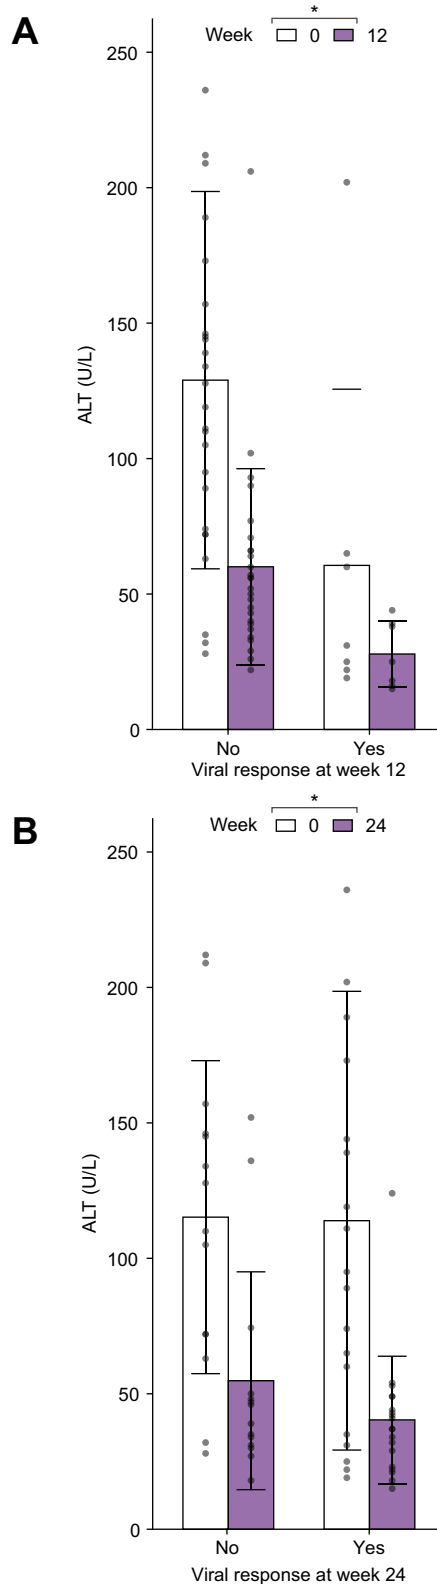 A
*
Week 0 12
ALT (U/L)
250
200
150
100
50
0
No Yes
Viral response at week 12
B
*
Week 0 24
ALT (U/L)
250
200
150
100
50
0
No Yes
Viral response at week 24